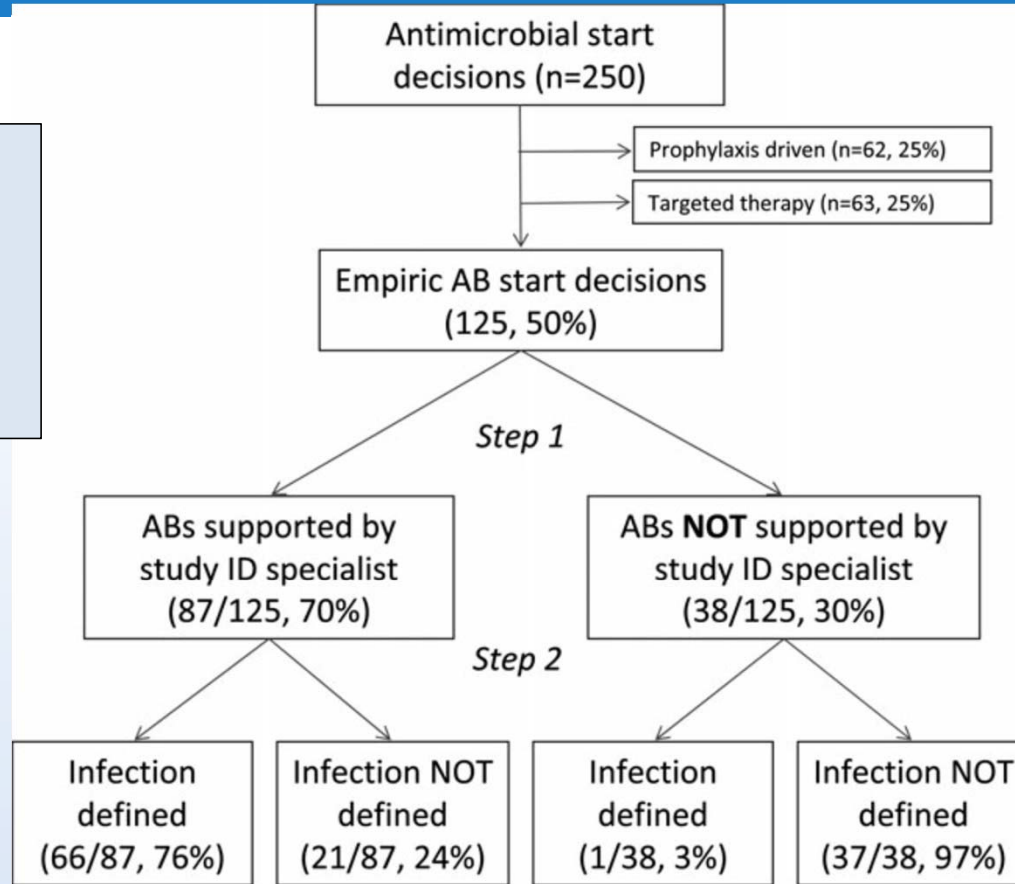 Antimicrobial start
decisions (n=250)
Prophylaxis driven (n=62, 25%)
Targeted therapy (n=63, 25%)
Empiric AB start decisions
(125, 50%)
Step 1
ABs supported by
study ID specialist
(87/125, 70%)
ABs NOT supported by
study ID specialist
(38/125, 30%)
Step 2
Infection
defined
(66/87, 76%)
Infection NOT
defined
(21/87, 24%)
Infection
defined
(1/38, 3%)
Infection NOT
defined
(37/38, 97%)